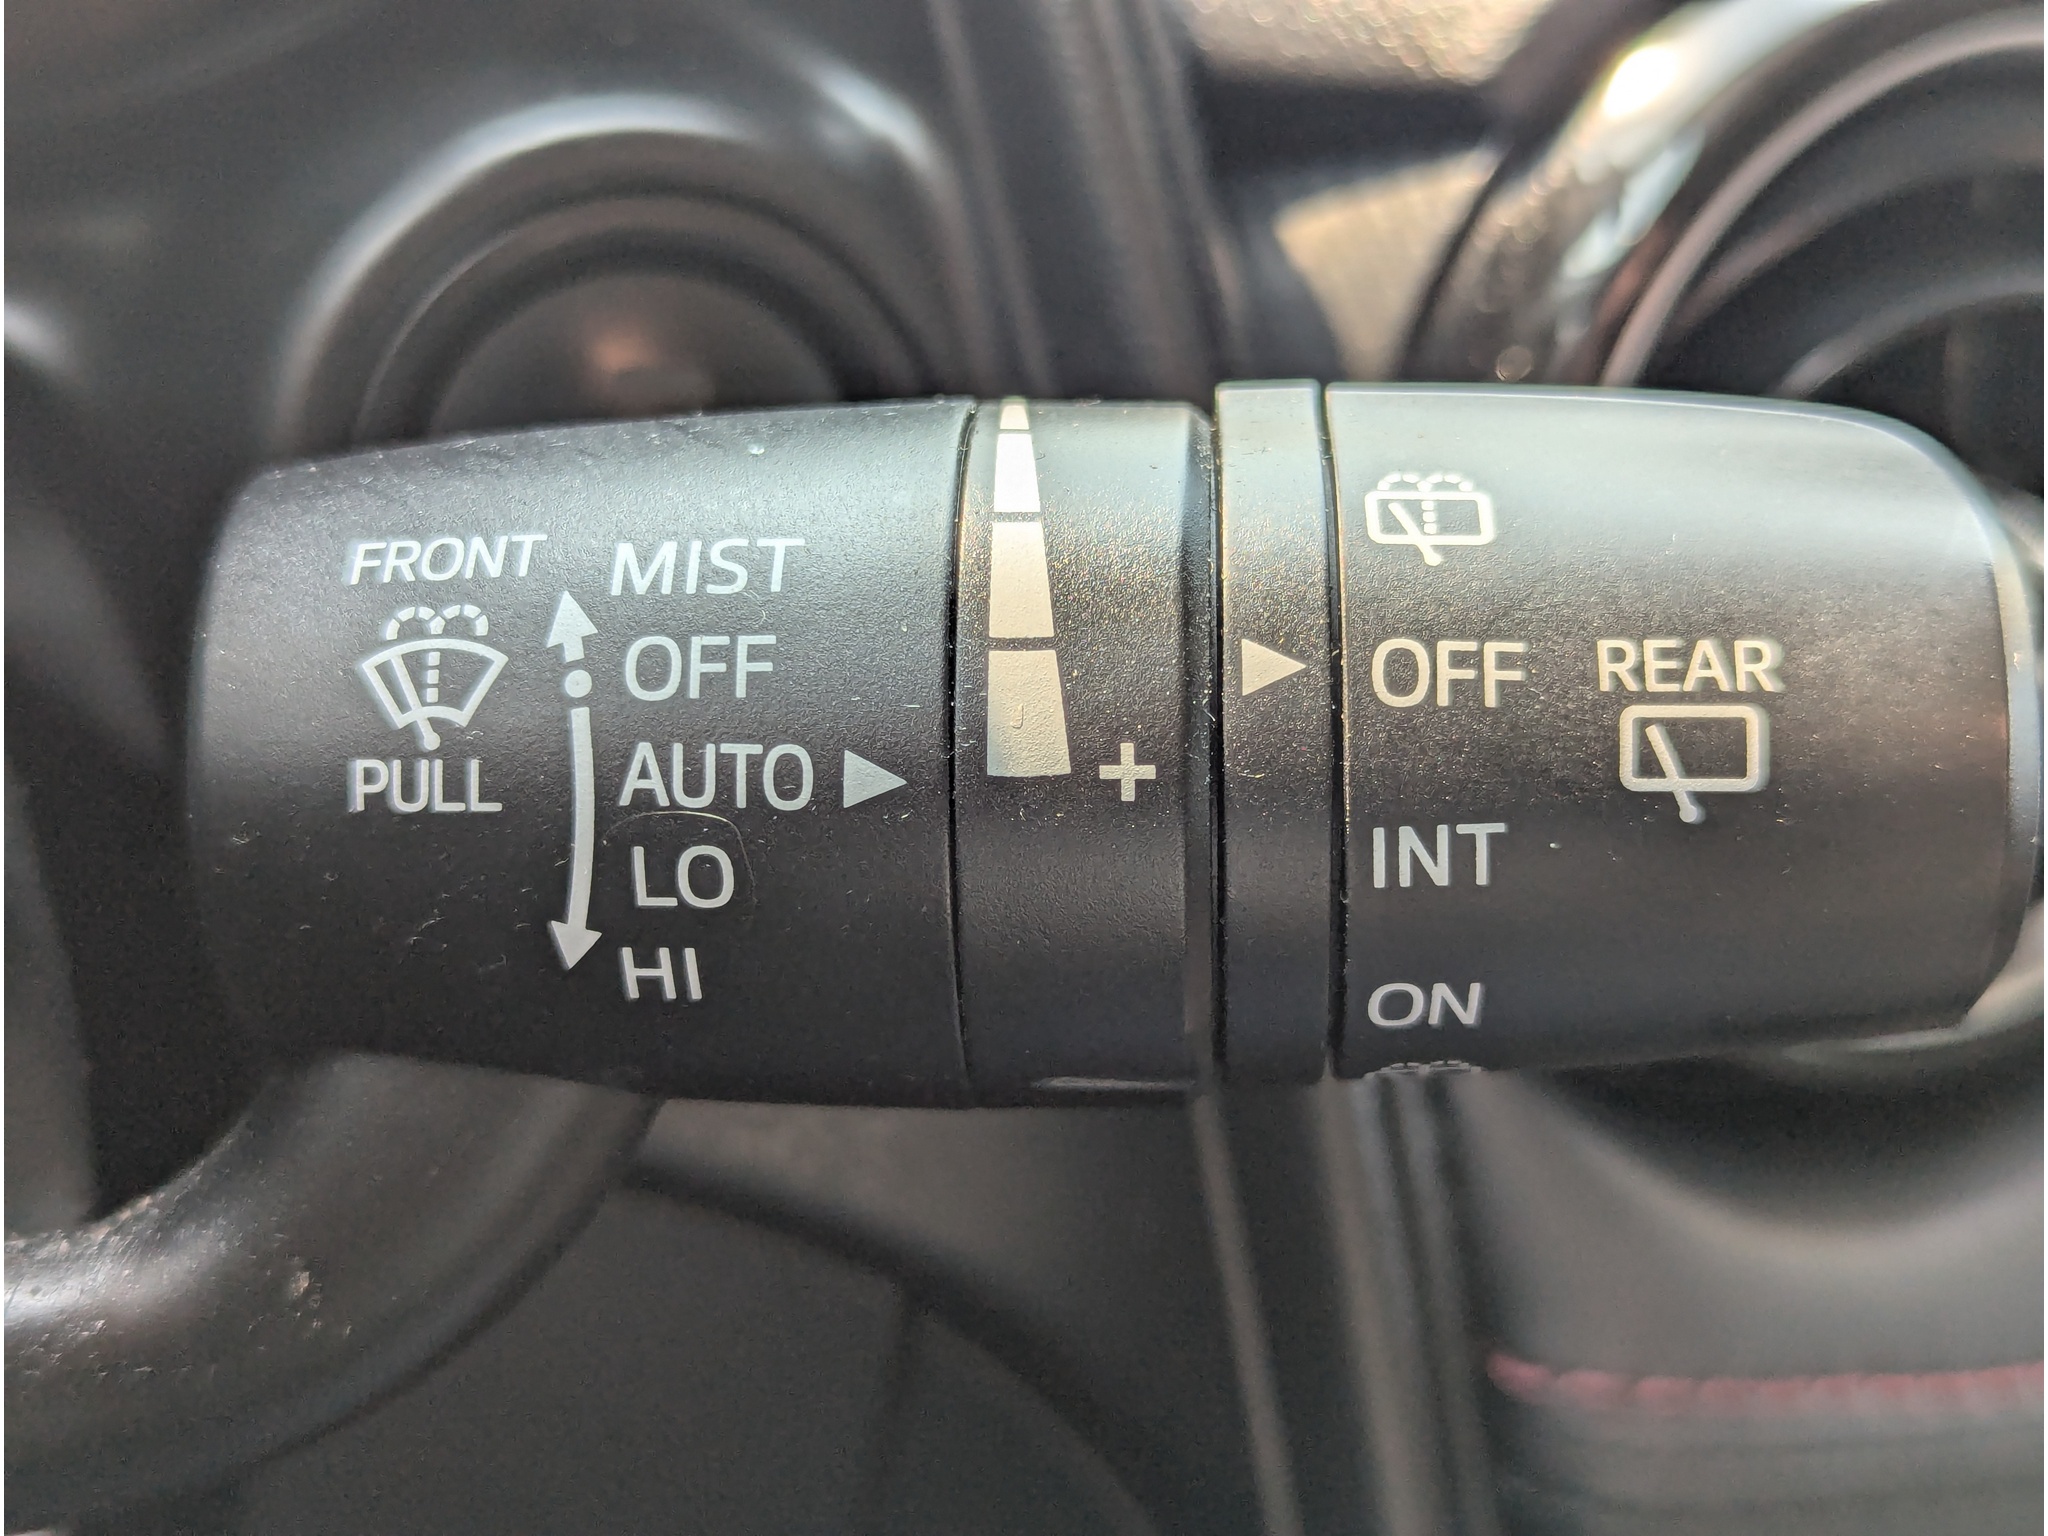 FRONT
PULL
MIST
OFF
AUTO
LO
HI
+
OFF
INT
ON
REAR